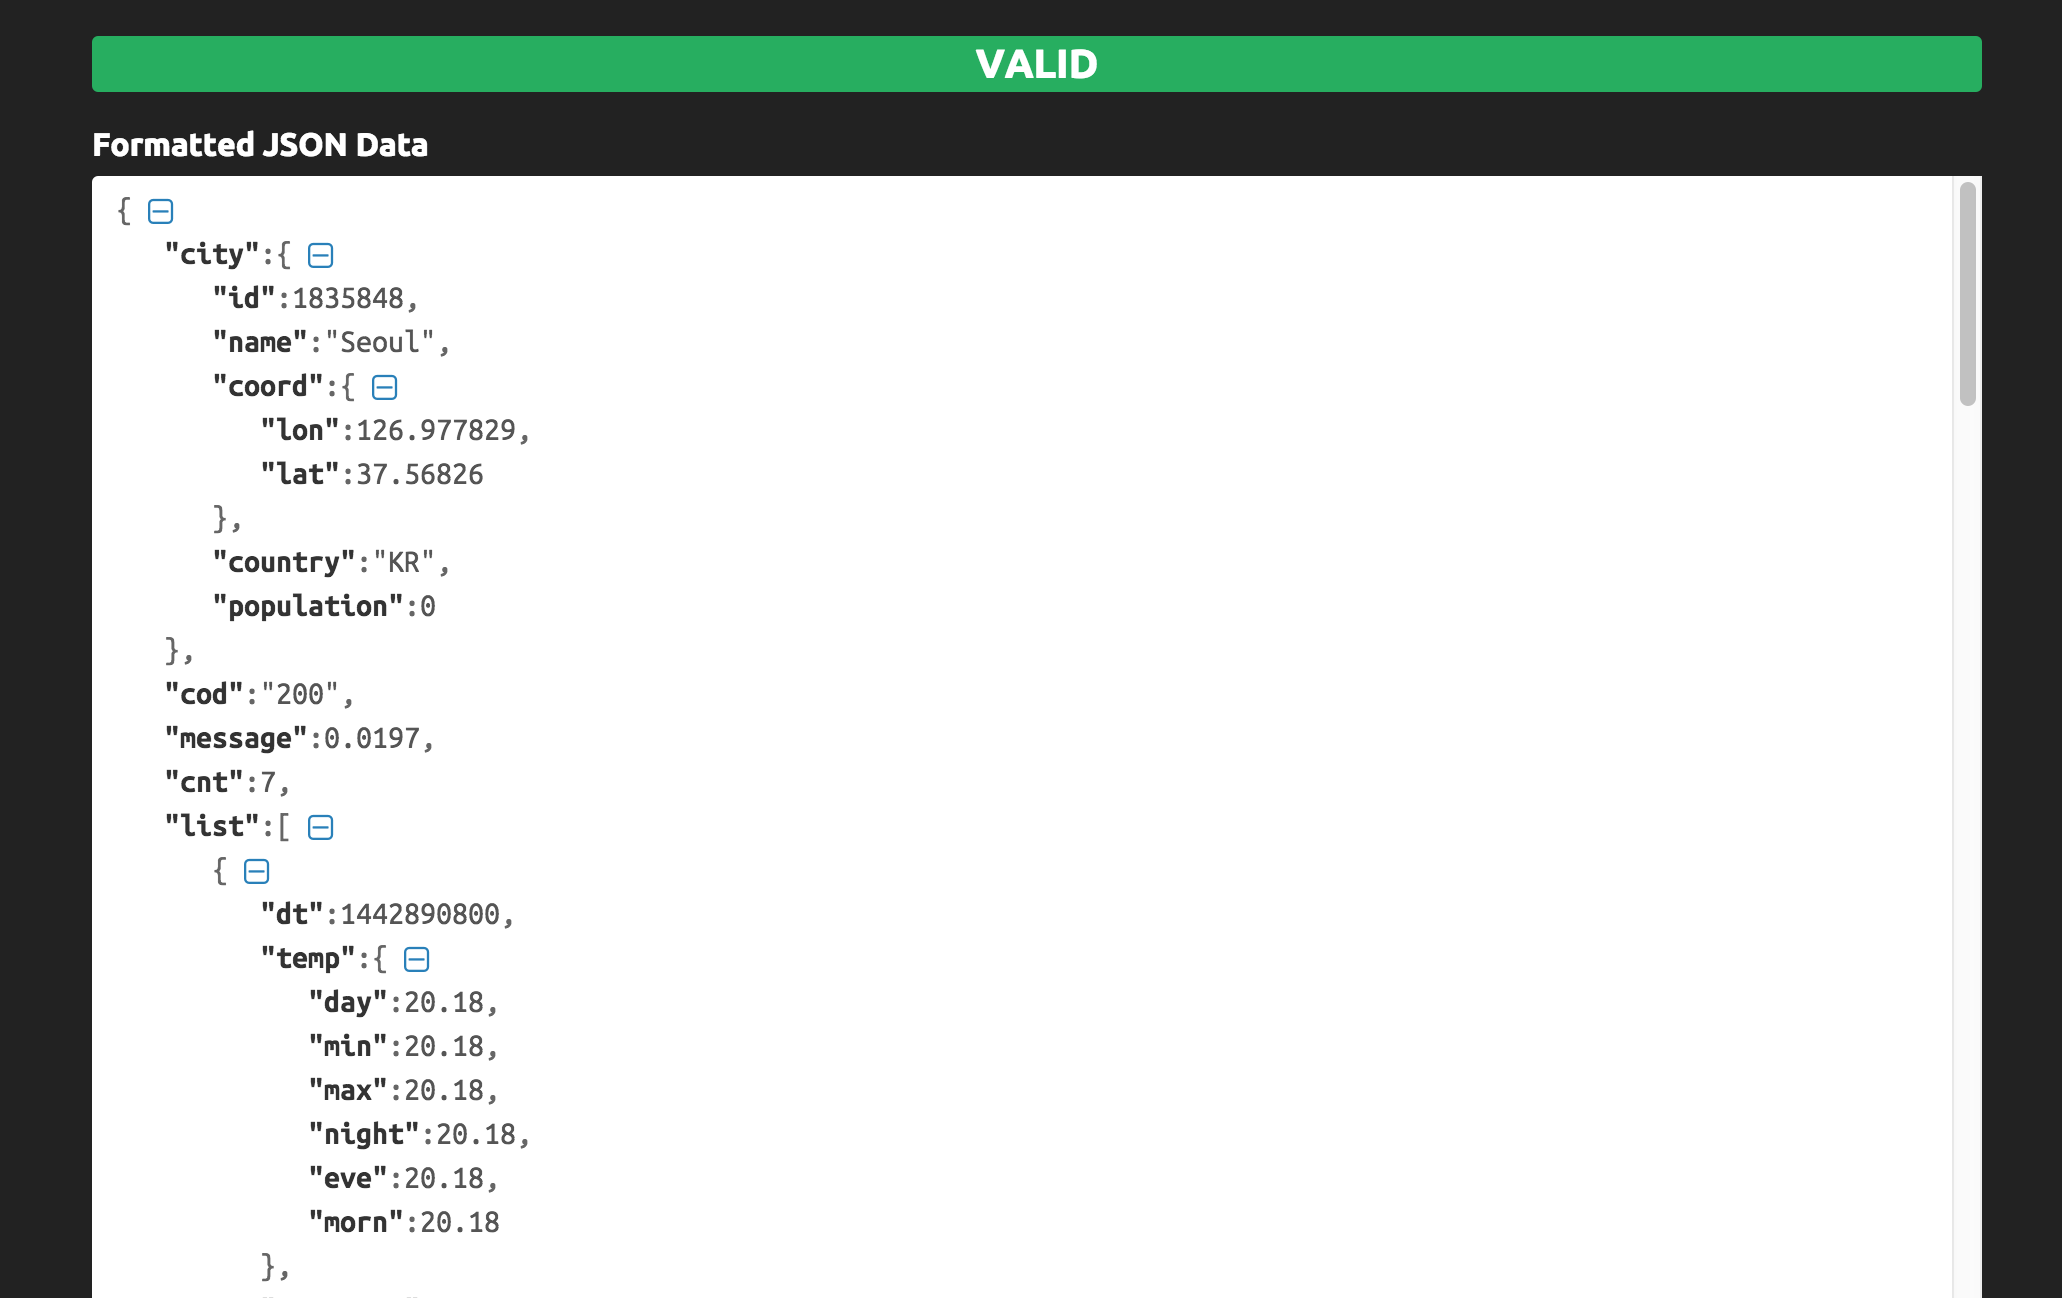 VALID
Formatted JSON Data
{
"city":{
"id":1835848,
"name":"Seoul",
"coord":{
"lon":126.977829,
"lat":37.56826
},
"country":"KR",
"population":0
},
"cod":"200",
"message":0.0197,
"cnt":7,
"list":[
{
"dt":1442890800,
"temp":{
"day":20.18,
"min":20.18,
"max":20.18,
"night":20.18,
"eve":20.18,
"morn":20.18
},